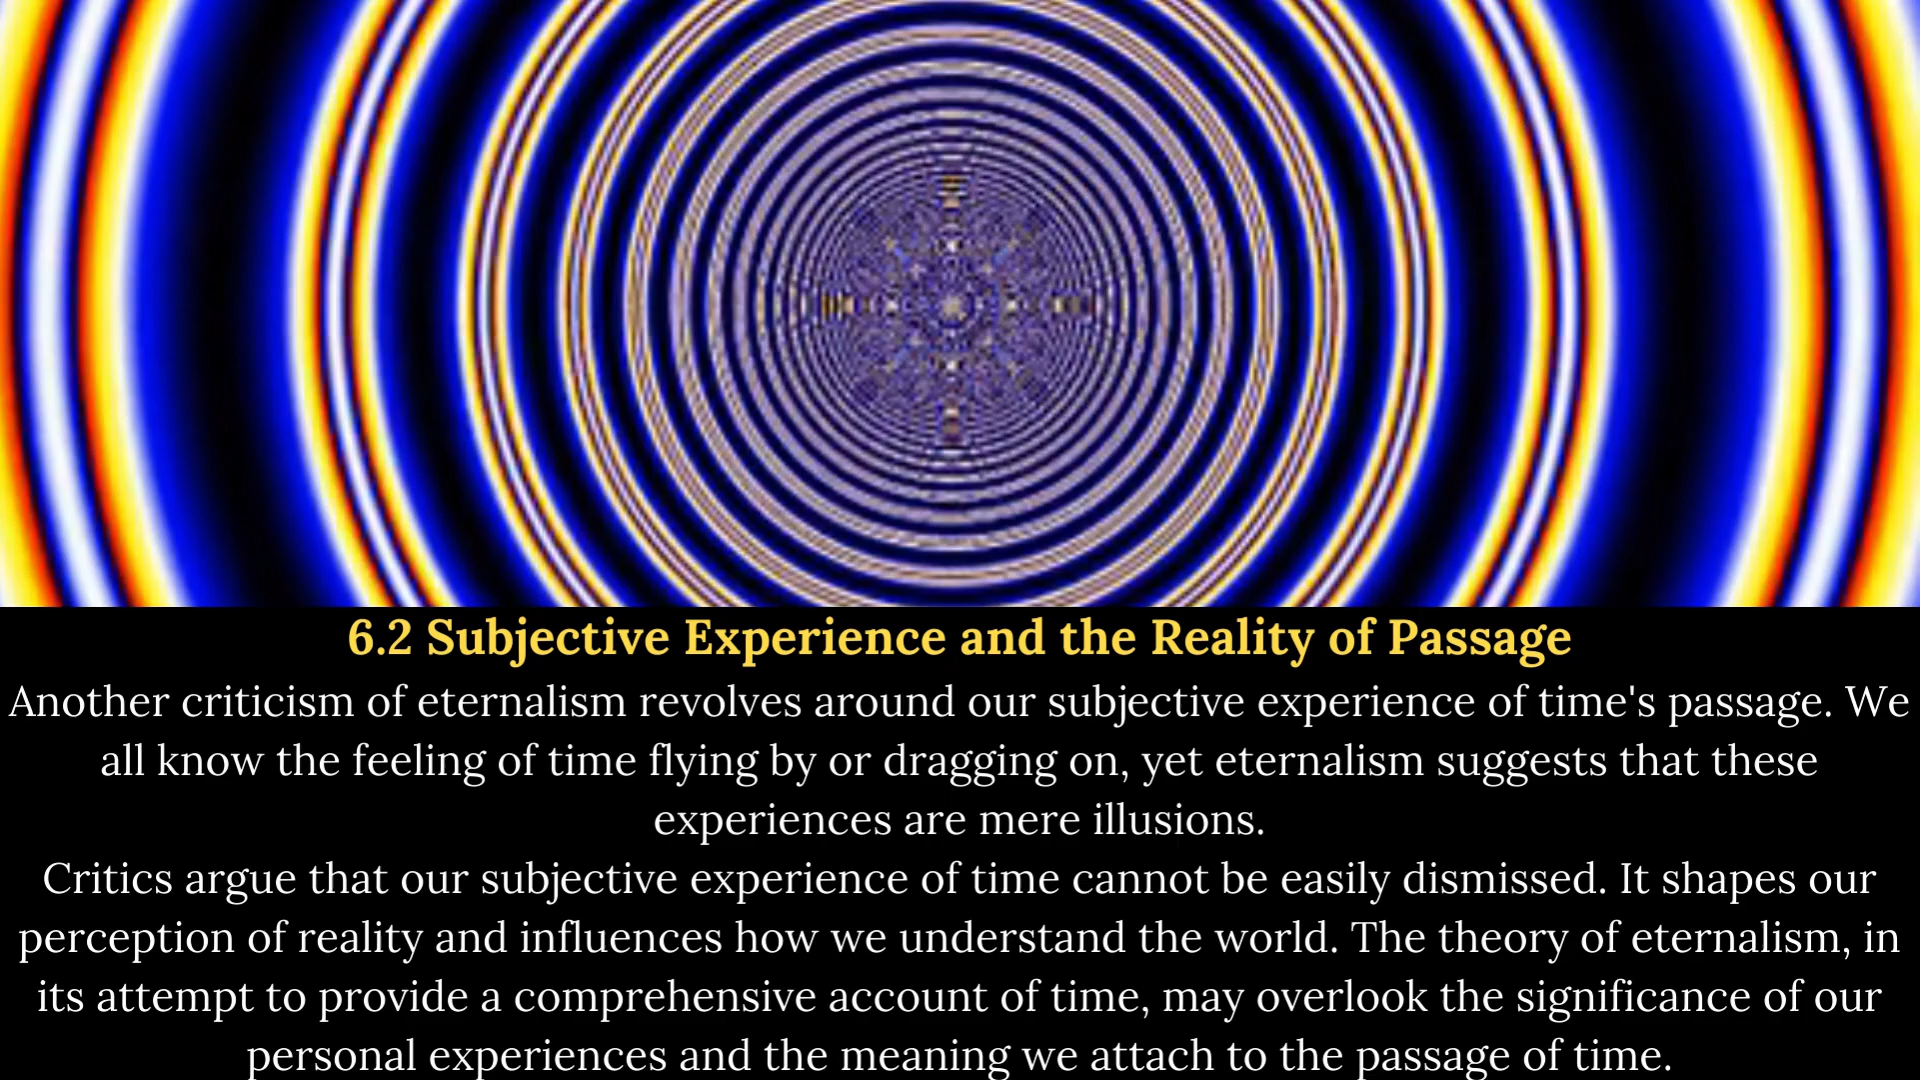 6.2 Subjective Experience and the Reality of Passage
Another criticism of eternalism revolves around our subjective experience of time's passage. We
all know the feeling of time flying by or dragging on, yet eternalism suggests that these
experiences are mere illusions.
Critics argue that our subjective experience of time cannot be easily dismissed. It shapes our
perception of reality and influences how we understand the world. The theory of eternalism, in
its attempt to provide a comprehensive account of time, may overlook the significance of our
personal experiences and the meaning we attach to the passage of time.